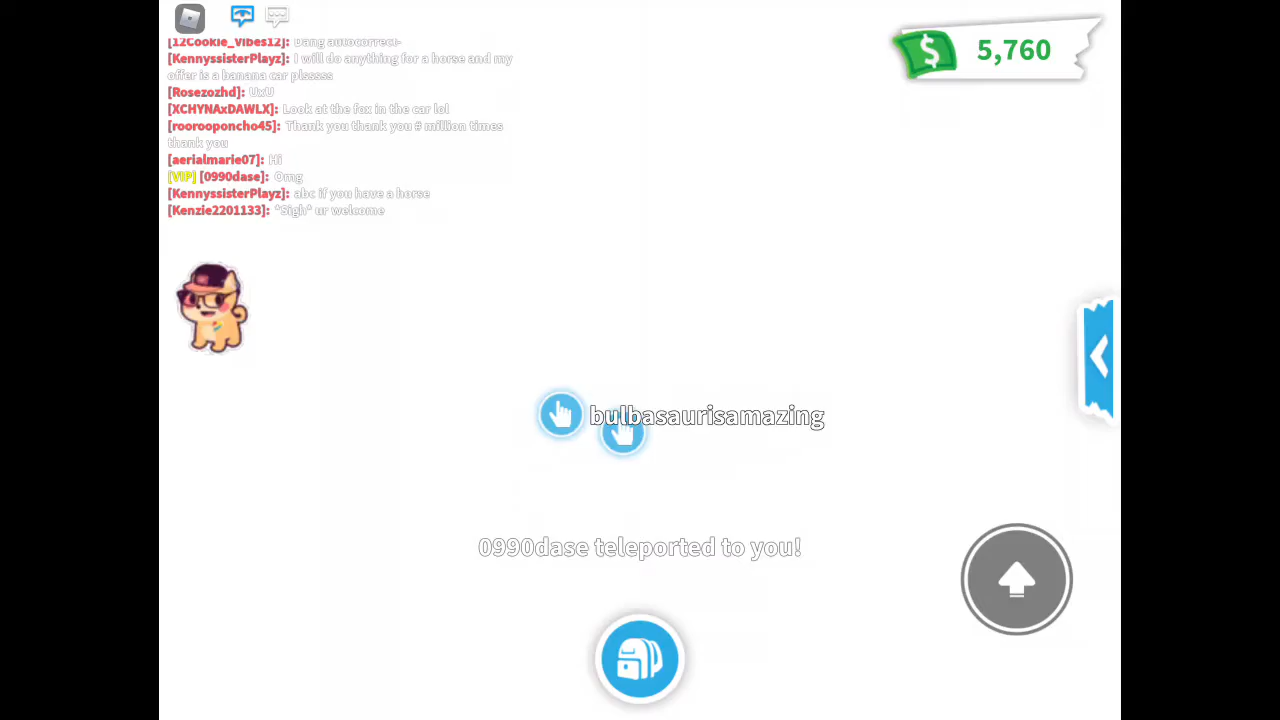 [12Cookie_Vibes12]: Dang autocorrect-
[KennyssisterPlayz]: I will do anything for a horse and my
offer is a banana car plsssss
[Rosezozhd]: UxU
[XCHYNAxDAWLX]: Look at the fox in the car lol
[roorooponcho45]: Thank you thank you # million times
thank you
[aerialmarie07]: Hi
[VIP] [0990dase]: Omg
[KennyssisterPlayz]: abc if you have a horse
[Kenzie2201133]: *Sigh* ur welcome
5,760
bulbasaurisamazing
0990dase teleported to you!